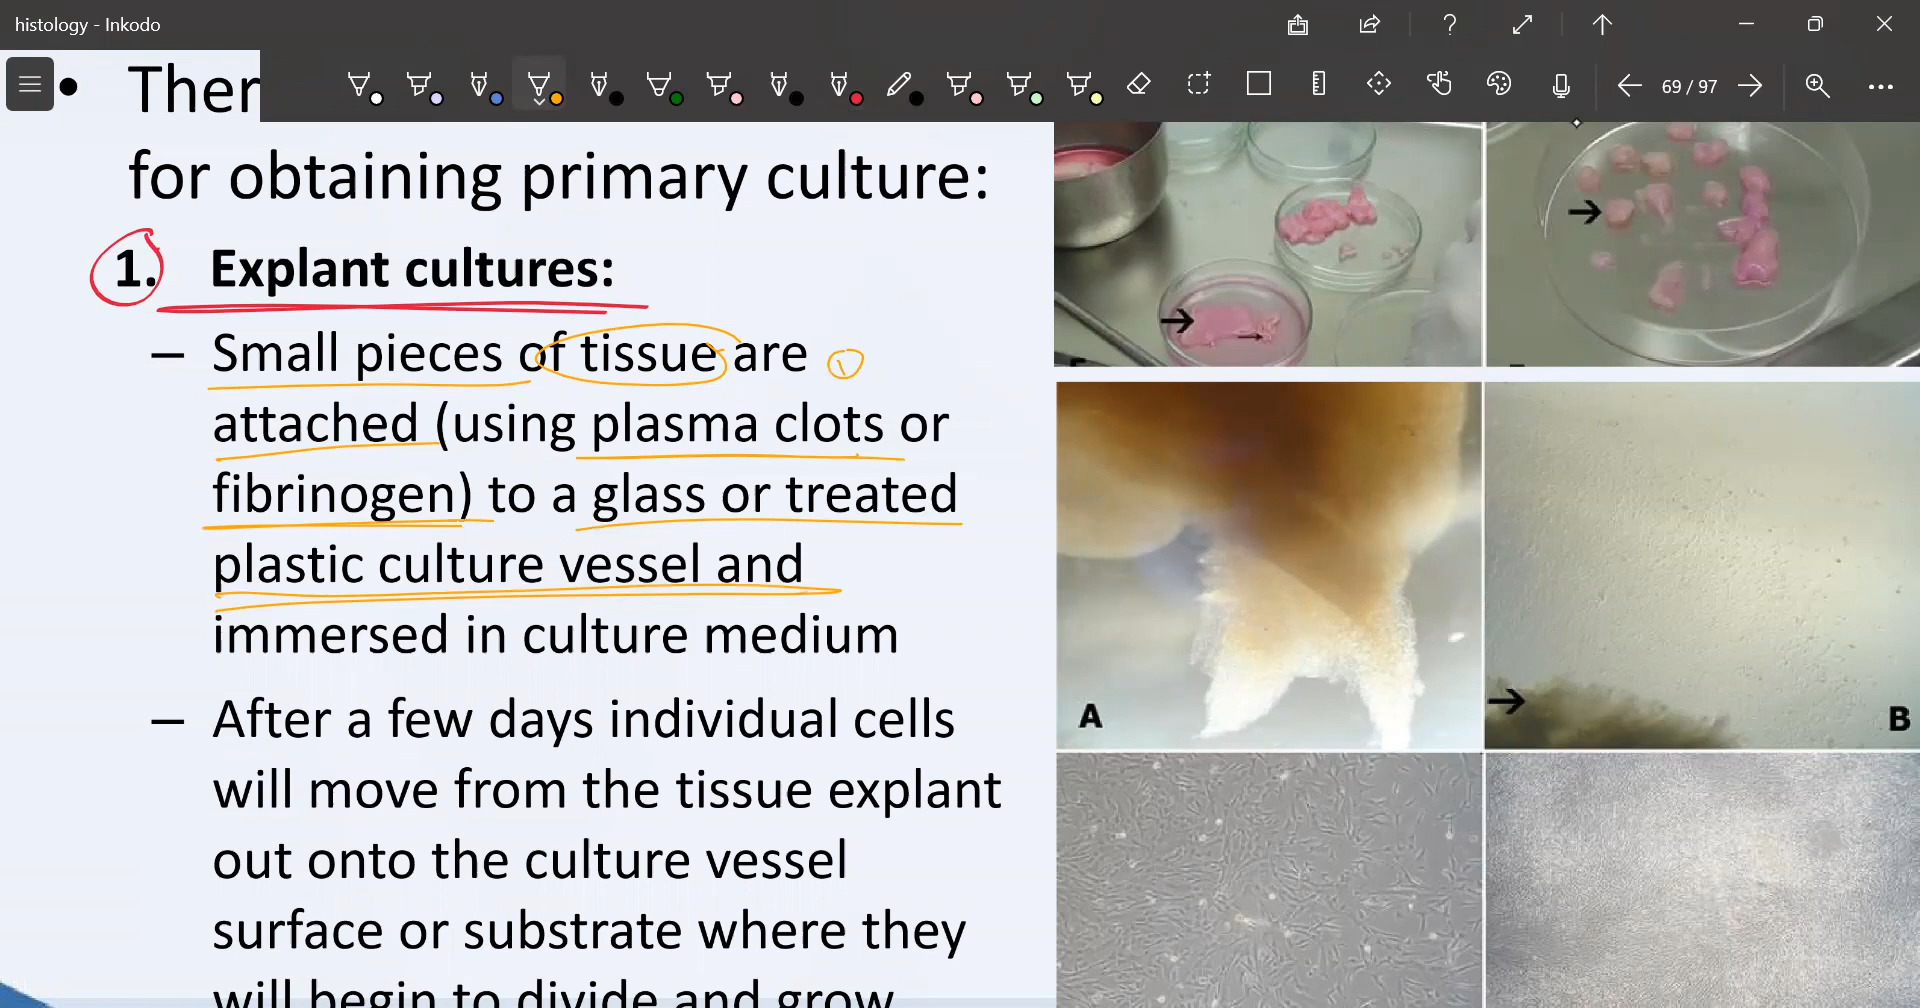 histology - Inkodo
69 / 97
• Ther
for obtaining primary culture:
1. Explant cultures:
– Small pieces of tissue are
attached (using plasma clots or
fibrinogen) to a glass or treated
plastic culture vessel and
immersed in culture medium
– After a few days individual cells
will move from the tissue explant
out onto the culture vessel
surface or substrate where they
will begin to divide and grow
A
B